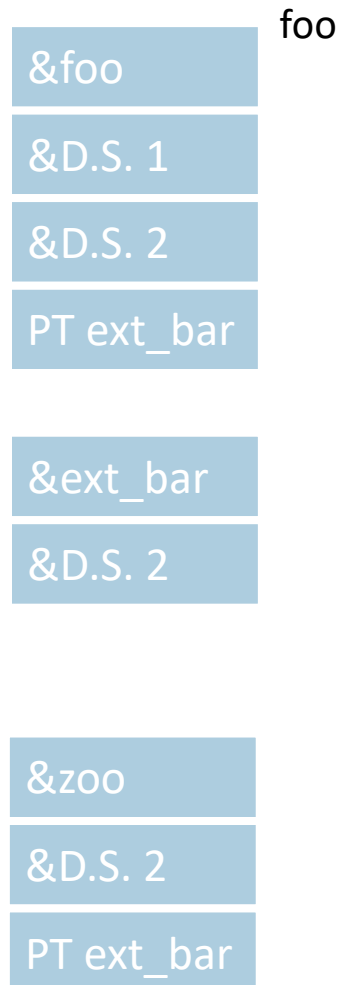 foo
&foo
&D.S. 1
&D.S. 2
PT ext_bar
&ext_bar
&D.S. 2
&zoo
&D.S. 2
PT ext_bar